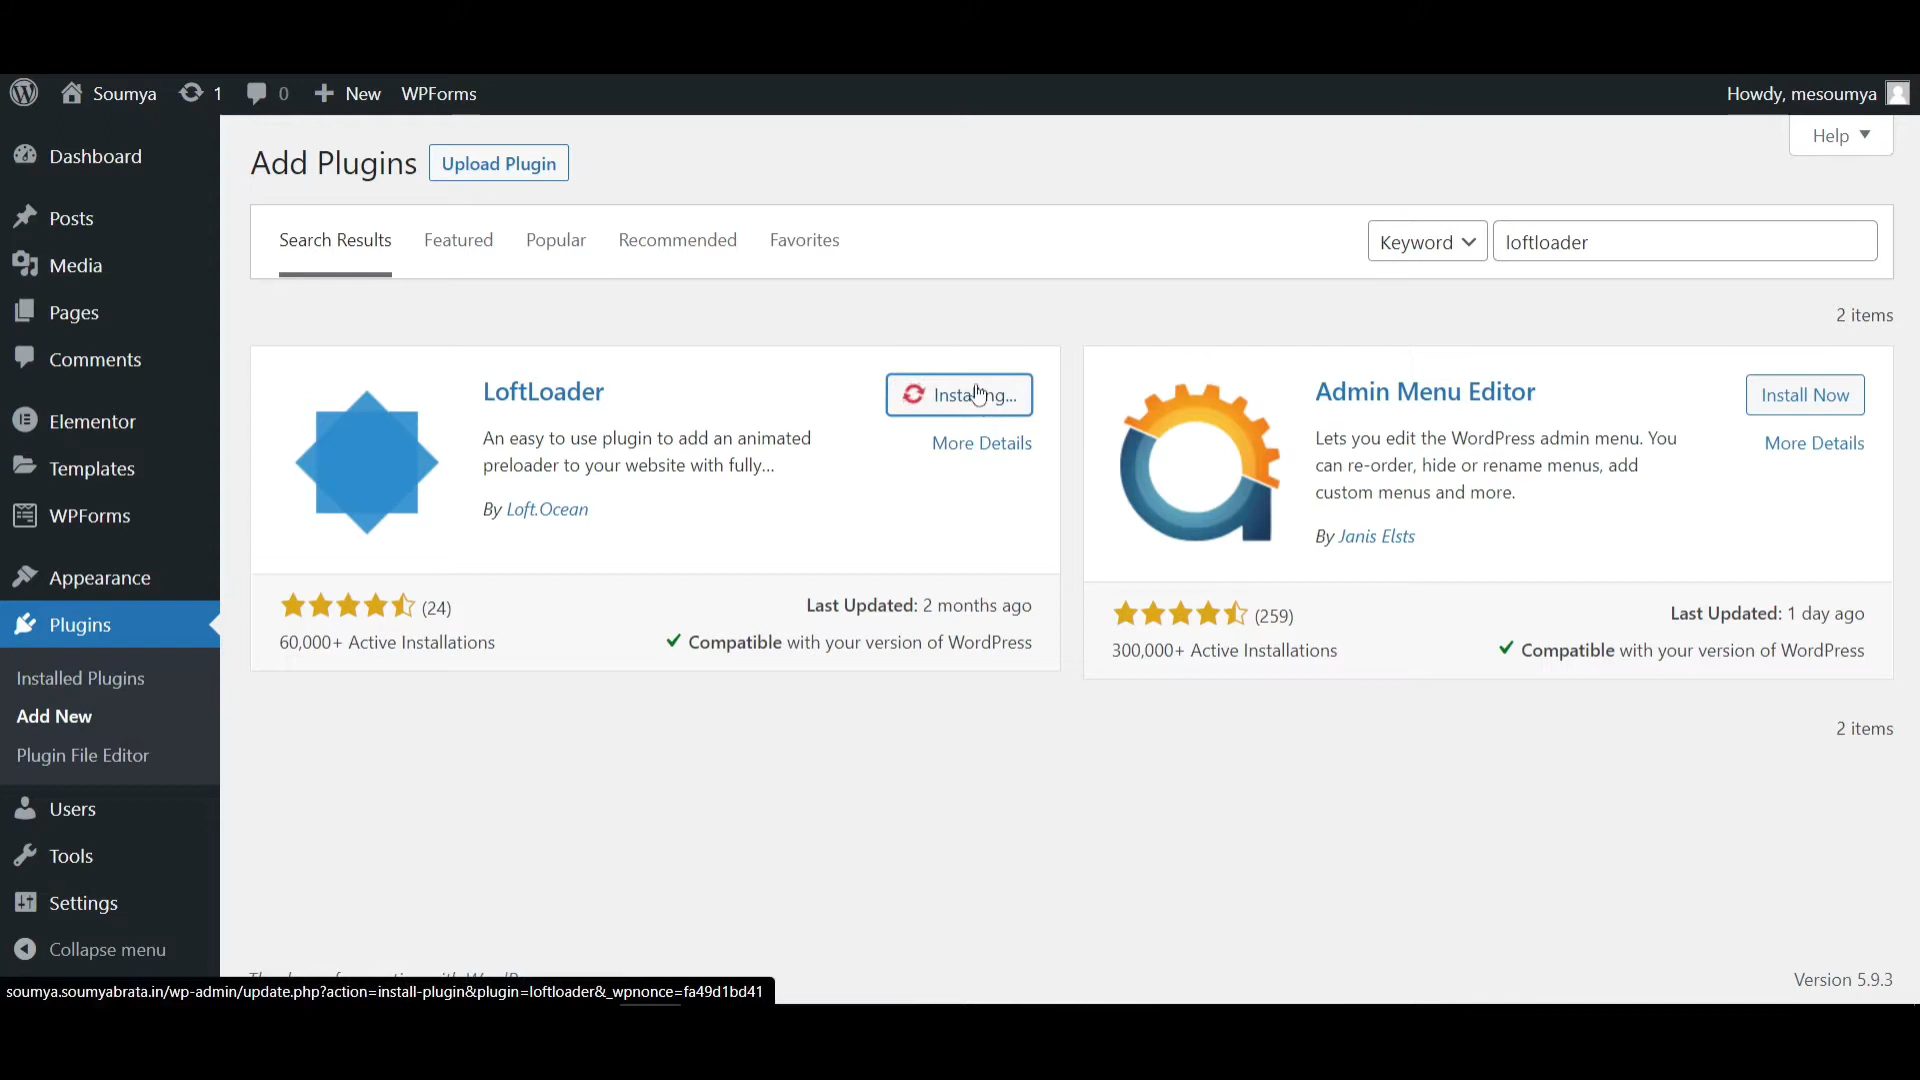 Soumya
1
0
New
WPForms
Howdy, mesoumya
Help
Dashboard
Posts
Media
Pages
Comments
Elementor
Templates
WPForms
Appearance
Plugins
Installed Plugins
Add New
Plugin File Editor
Users
Tools
Settings
Collapse menu
Add Plugins
Upload Plugin
Search Results
Featured
Popular
Recommended
Favorites
Keyword
loftloader
2 items
LoftLoader
Installing...
More Details
An easy to use plugin to add an animated
preloader to your website with fully...
By Loft.Ocean
(24)
60,000+ Active Installations
Last Updated: 2 months ago
Compatible with your version of WordPress
Admin Menu Editor
Install Now
More Details
Lets you edit the WordPress admin menu. You
can re-order, hide or rename menus, add
custom menus and more.
By Janis Elsts
(259)
300,000+ Active Installations
Last Updated: 1 day ago
Compatible with your version of WordPress
2 items
Version 5.9.3
soumya.soumyabrata.in/wp-admin/update.php?action=install-plugin&plugin=loftloader&_wpnonce=fa49d1bd41